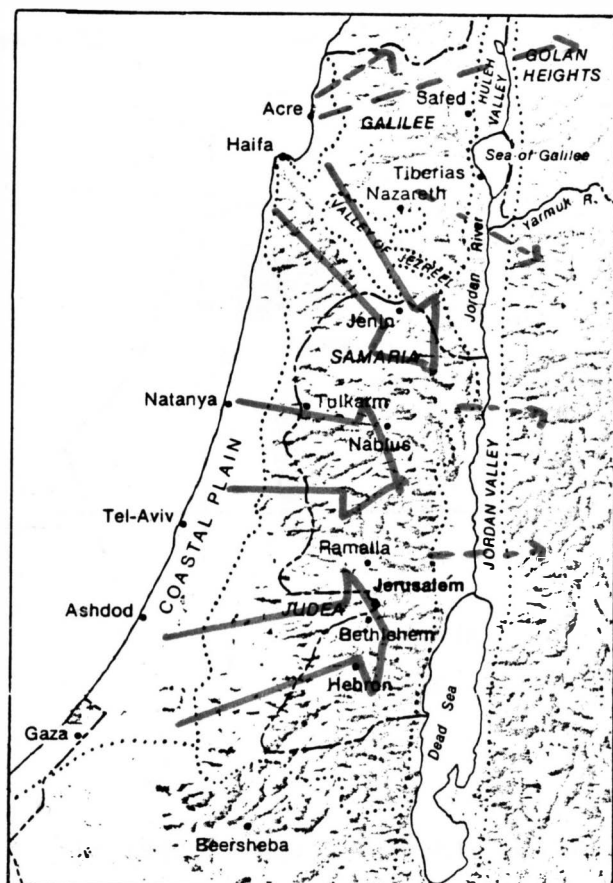 GOLAN
HEIGHTS
HULEH
VALLEY
Acre
Safed
GALILEE
Haifa
Sea of Galilee
Tiberias
Nazareth
Yarmuk R.
VALLEY OF
JEZREEL
Jordan River
Jenin
SAMARIA
Natanya
Tulkarm
Nablus
COASTAL PLAIN
Tel-Aviv
JORDAN VALLEY
Ramalla
Jerusalem
Ashdod
JUDEA
Bethlehem
Hebron
Gaza
Dead Sea
Beersheba